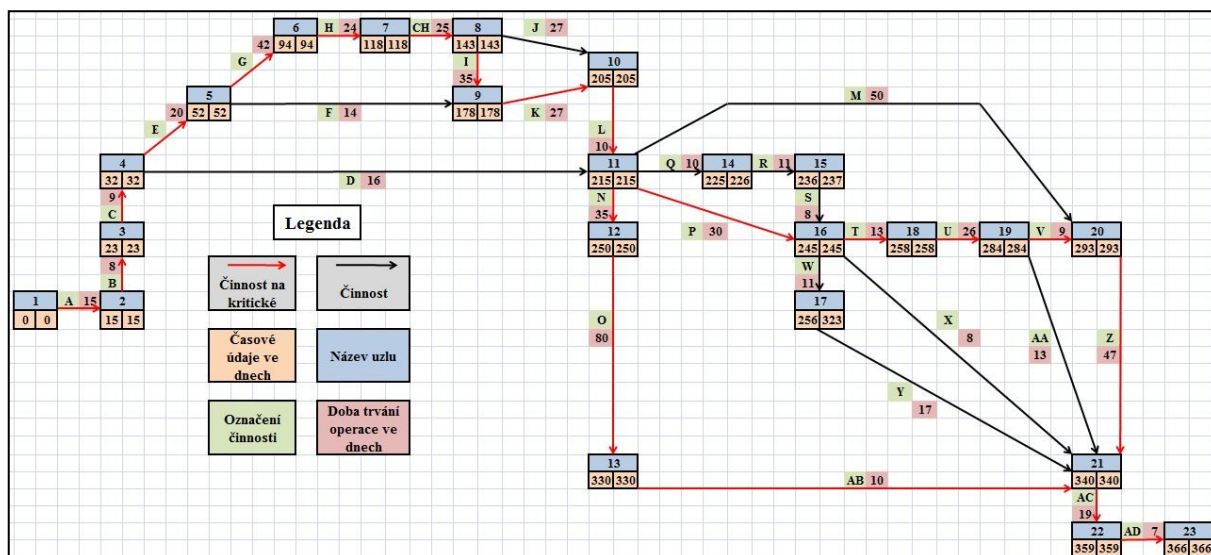 6 H 24 7 CH 25 8 J 27
42 94 94 118 118 143 143
G I 10
35 205 205
5 9
20 52 52 F 14 178 178 K 27
E M 50
L
10
4 11 Q 10 14 R 11 15
32 32 D 16 215 215 225 226 236 237
9 N S
C 35 8
Legenda
3 12 P 30 16 T 13 18 U 26 19 V 9 20
23 23 250 250 245 245 258 258 284 284 293 293
8 W
B 11
Činnost na
kritické
Činnost
1 A 15 2 17
0 0 15 15 256 323
O X AA Z
80 8 13 47
Časové
údaje ve
dnech
Název uzlu
Y
17
Označení
činnosti
Doba trvání
operace ve
dnech
13 21
330 330 AB 10 340 340
AC
19
22 AD 7 23
359 359 366 366